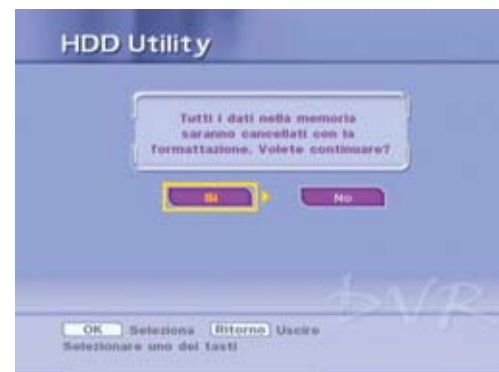 HDD Utility
Tutti i dati nella memoria
saranno cancellati con la
formattazione. Volete continuare?
Si No
DVR
OK Seleziona Ritorno Uscire
Selezionare uno dei tasti